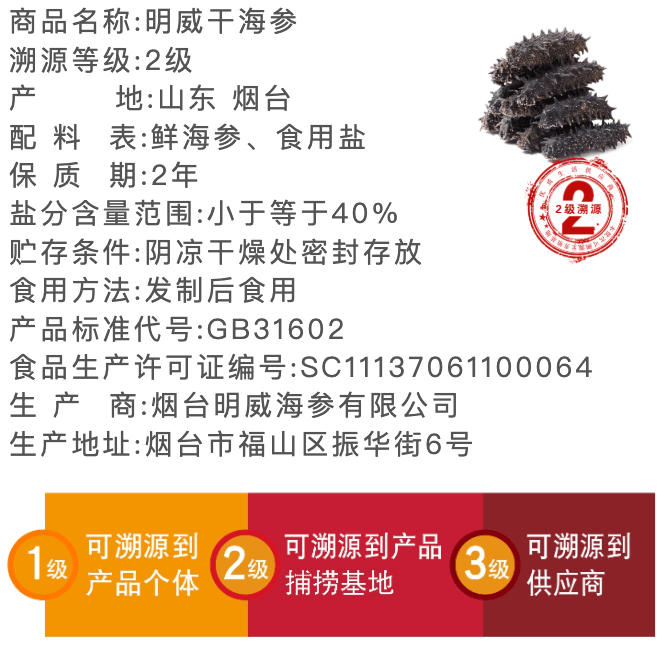 商品名称:明威干海参
溯源等级:2级
产 地:山东 烟台
配 料 表:鲜海参、食用盐
保 质 期:2年
盐分含量范围:小于等于40%
贮存条件:阴凉干燥处密封存放
食用方法:发制后食用
产品标准代号:GB31602
食品生产许可证编号:SC11137061100064
生 产 商:烟台明威海参有限公司
生产地址:烟台市福山区振华街6号
2
2级溯源
1级
可溯源到
产品个体
2级
可溯源到产品
捕捞基地
3级
可溯源到
供应商